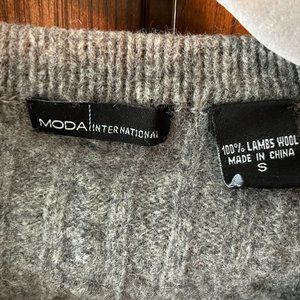 MODA INTERNATIONAL
100% LAMBS WOOL
MADE IN CHINA
S